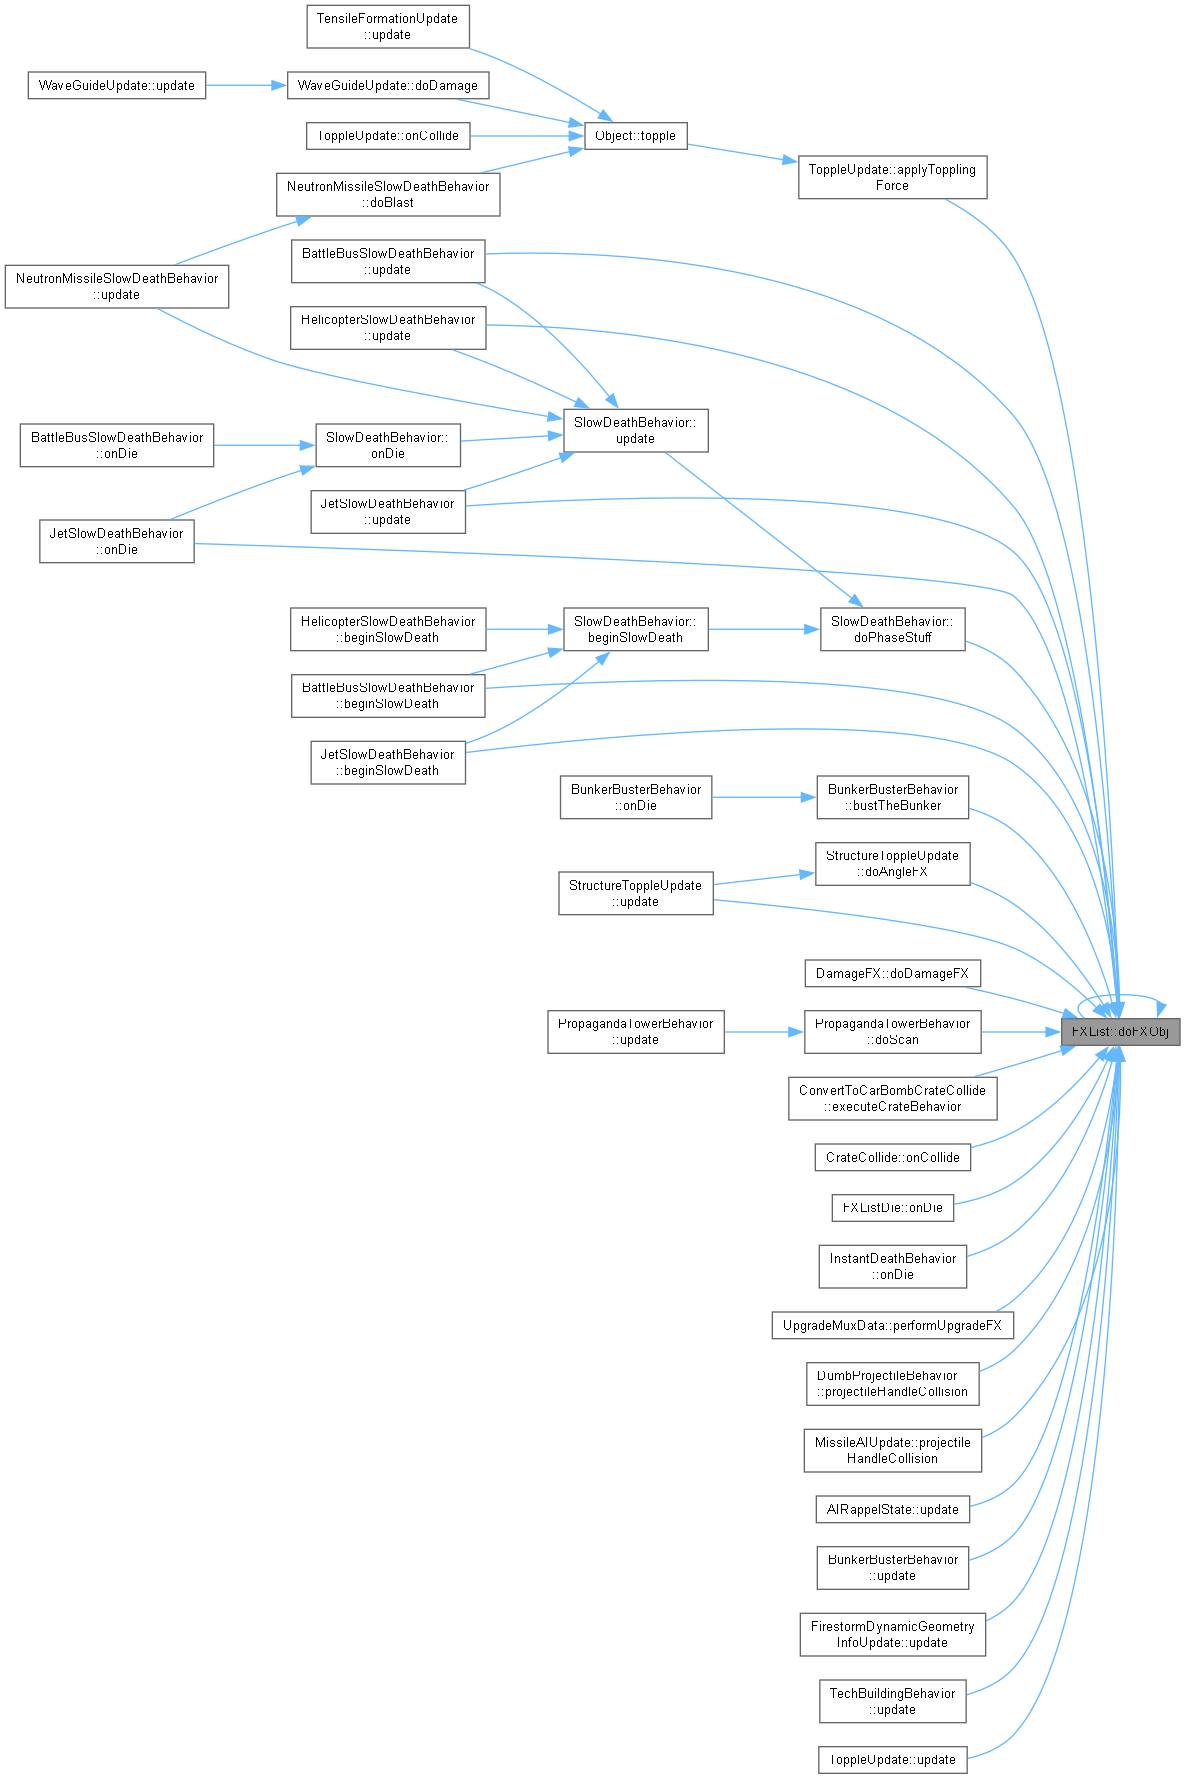 TensileFormationUpdate
::update
WaveGuideUpdate::update
WaveGuideUpdate::doDamage
ToppleUpdate::onCollide
Object::topple
ToppleUpdate::applyToppling
Force
NeutronMissileSlowDeathBehavior
::doBlast
BattleBusSlowDeathBehavior
::update
NeutronMissileSlowDeathBehavior
::update
HelicopterSlowDeathBehavior
::update
SlowDeathBehavior::
update
BattleBusSlowDeathBehavior
::onDie
SlowDeathBehavior::
onDie
JetSlowDeathBehavior
::update
JetSlowDeathBehavior
::onDie
HelicopterSlowDeathBehavior
::beginSlowDeath
SlowDeathBehavior::
beginSlowDeath
SlowDeathBehavior::
doPhaseStuff
BattleBusSlowDeathBehavior
::beginSlowDeath
JetSlowDeathBehavior
::beginSlowDeath
BunkerBusterBehavior
::onDie
BunkerBusterBehavior
::bustTheBunker
StructureToppleUpdate
::doAngleFX
StructureToppleUpdate
::update
DamageFX::doDamageFX
PropagandaTowerBehavior
::update
PropagandaTowerBehavior
::doScan
FXList::doFXObj
ConvertToCarBombCrateCollide
::executeCrateBehavior
CrateCollide::onCollide
FXListDie::onDie
InstantDeathBehavior
::onDie
UpgradeMuxData::performUpgradeFX
DumbProjectileBehavior
::projectileHandleCollision
MissileAIUpdate::projectile
HandleCollision
AIRappelState::update
BunkerBusterBehavior
::update
FirestormDynamicGeometry
InfoUpdate::update
TechBuildingBehavior
::update
ToppleUpdate::update